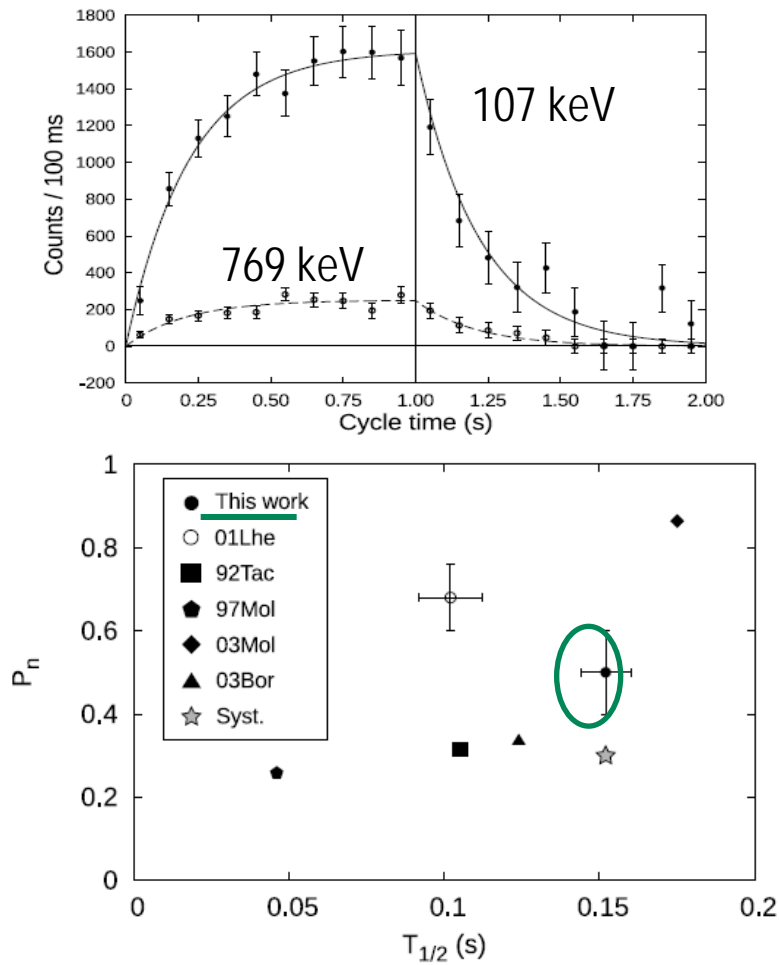 1800
1600
1400
1200
1000
800
600
400
200
0
-200
Counts / 100 ms
107 keV
769 keV
0 0.25 0.50 0.75 1.00 1.25 1.50 1.75 2.00
Cycle time (s)
1
0.8
0.6
0.4
0.2
0
Pn
This work
01Lhe
92Tac
97Mol
03Mol
03Bor
Syst.
0 0.05 0.1 0.15 0.2
T1/2 (s)